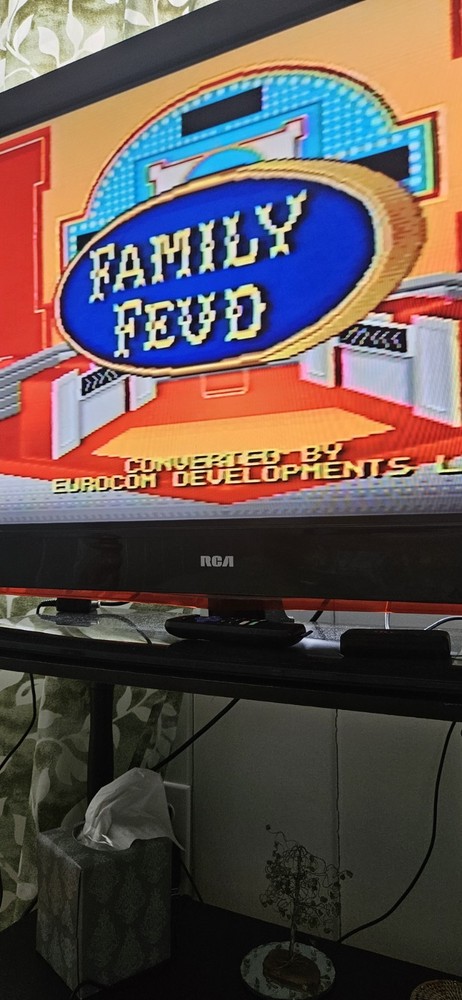 FAMILY
FEUD
CONVERTED BY
EUROCOM DEVELOPMENTS L
RCA